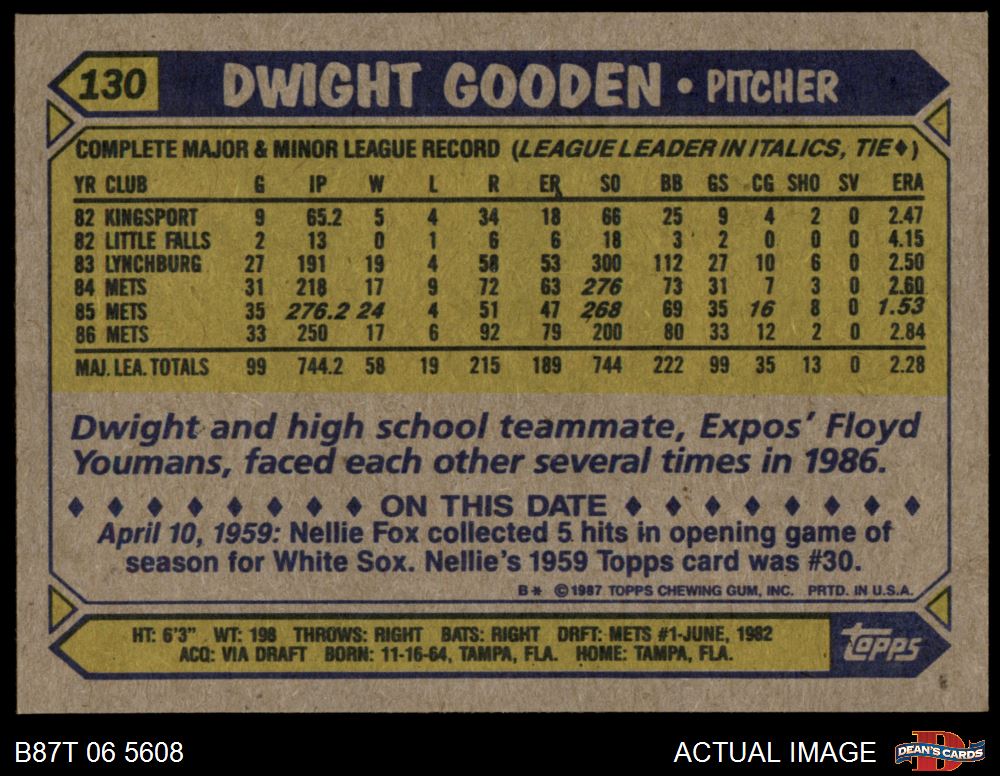 130 DWIGHT GOODEN • PITCHER
COMPLETE MAJOR & MINOR LEAGUE RECORD (LEAGUE LEADER IN ITALICS, TIE♦)
YR CLUB G IP W L R ER SO BB GS CG SHO SV ERA
82 KINGSPORT 9 65.2 5 4 34 18 66 25 9 4 2 0 2.47
82 LITTLE FALLS 2 13 0 1 6 6 18 3 2 0 0 0 4.15
83 LYNCHBURG 27 191 19 4 58 53 300 112 27 10 6 0 2.50
84 METS 31 218 17 9 72 63 276 73 31 7 3 0 2.60
85 METS 35 276.2 24 4 51 47 268 69 35 16 8 0 1.53
86 METS 33 250 17 6 92 79 200 80 33 12 2 0 2.84
MAJ. LEA. TOTALS 99 744.2 58 19 215 189 744 222 99 35 13 0 2.28
Dwight and high school teammate, Expos' Floyd
Youmans, faced each other several times in 1986.
♦ ♦ ♦ ♦ ♦ ♦ ♦ ♦ ON THIS DATE ♦ ♦ ♦ ♦ ♦ ♦ ♦ ♦
April 10, 1959: Nellie Fox collected 5 hits in opening game of
season for White Sox. Nellie's 1959 Topps card was #30.
B* ©1987 TOPPS CHEWING GUM, INC. PRTD. IN U.S.A.
HT: 6'3" WT: 198 THROWS: RIGHT BATS: RIGHT DRFT: METS #1-JUNE, 1982
ACQ: VIA DRAFT BORN: 11-16-64, TAMPA, FLA. HOME: TAMPA, FLA.
Topps
B87T 06 5608
ACTUAL IMAGE
D
DEAN'S CARDS